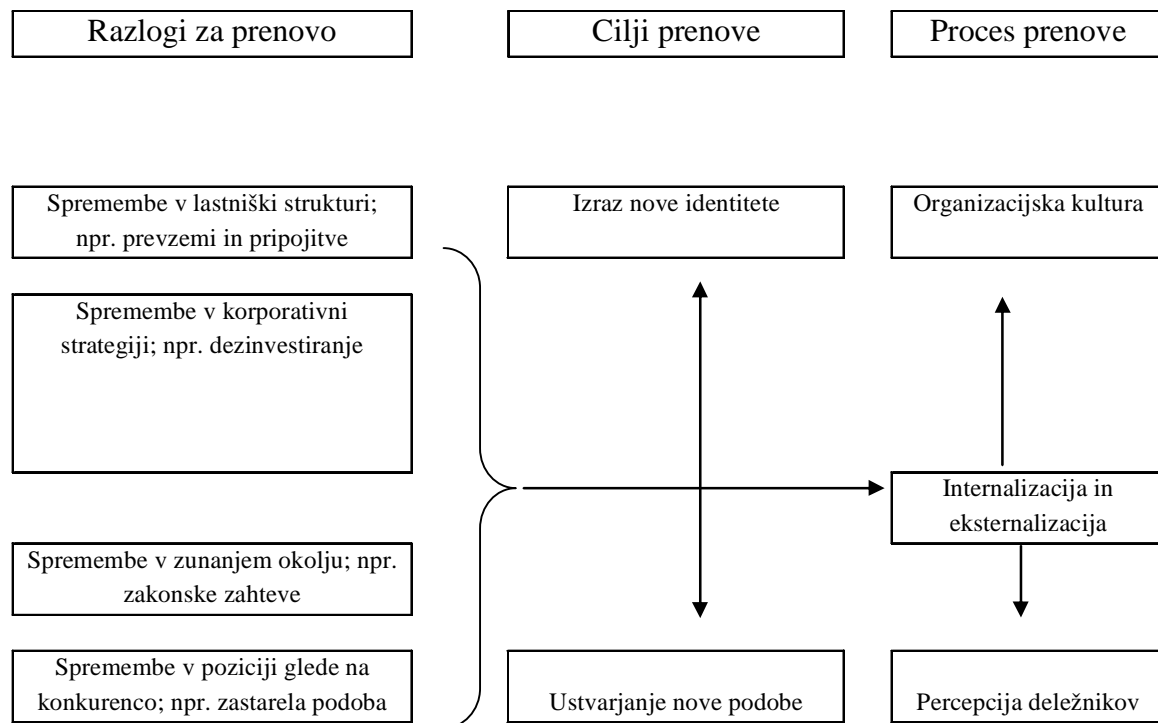 Razlogi za prenovo
Cilji prenove
Proces prenove
Spremembe v lastniški strukturi;
npr. prevzemi in pripojitve
Izraz nove identitete
Organizacijska kultura
Spremembe v korporativni
strategiji; npr. dezinvestiranje
Internalizacija in
eksternalizacija
Spremembe v zunanjem okolju; npr.
zakonske zahteve
Spremembe v poziciji glede na
konkurenco; npr. zastarela podoba
Ustvarjanje nove podobe
Percepcija deležnikov